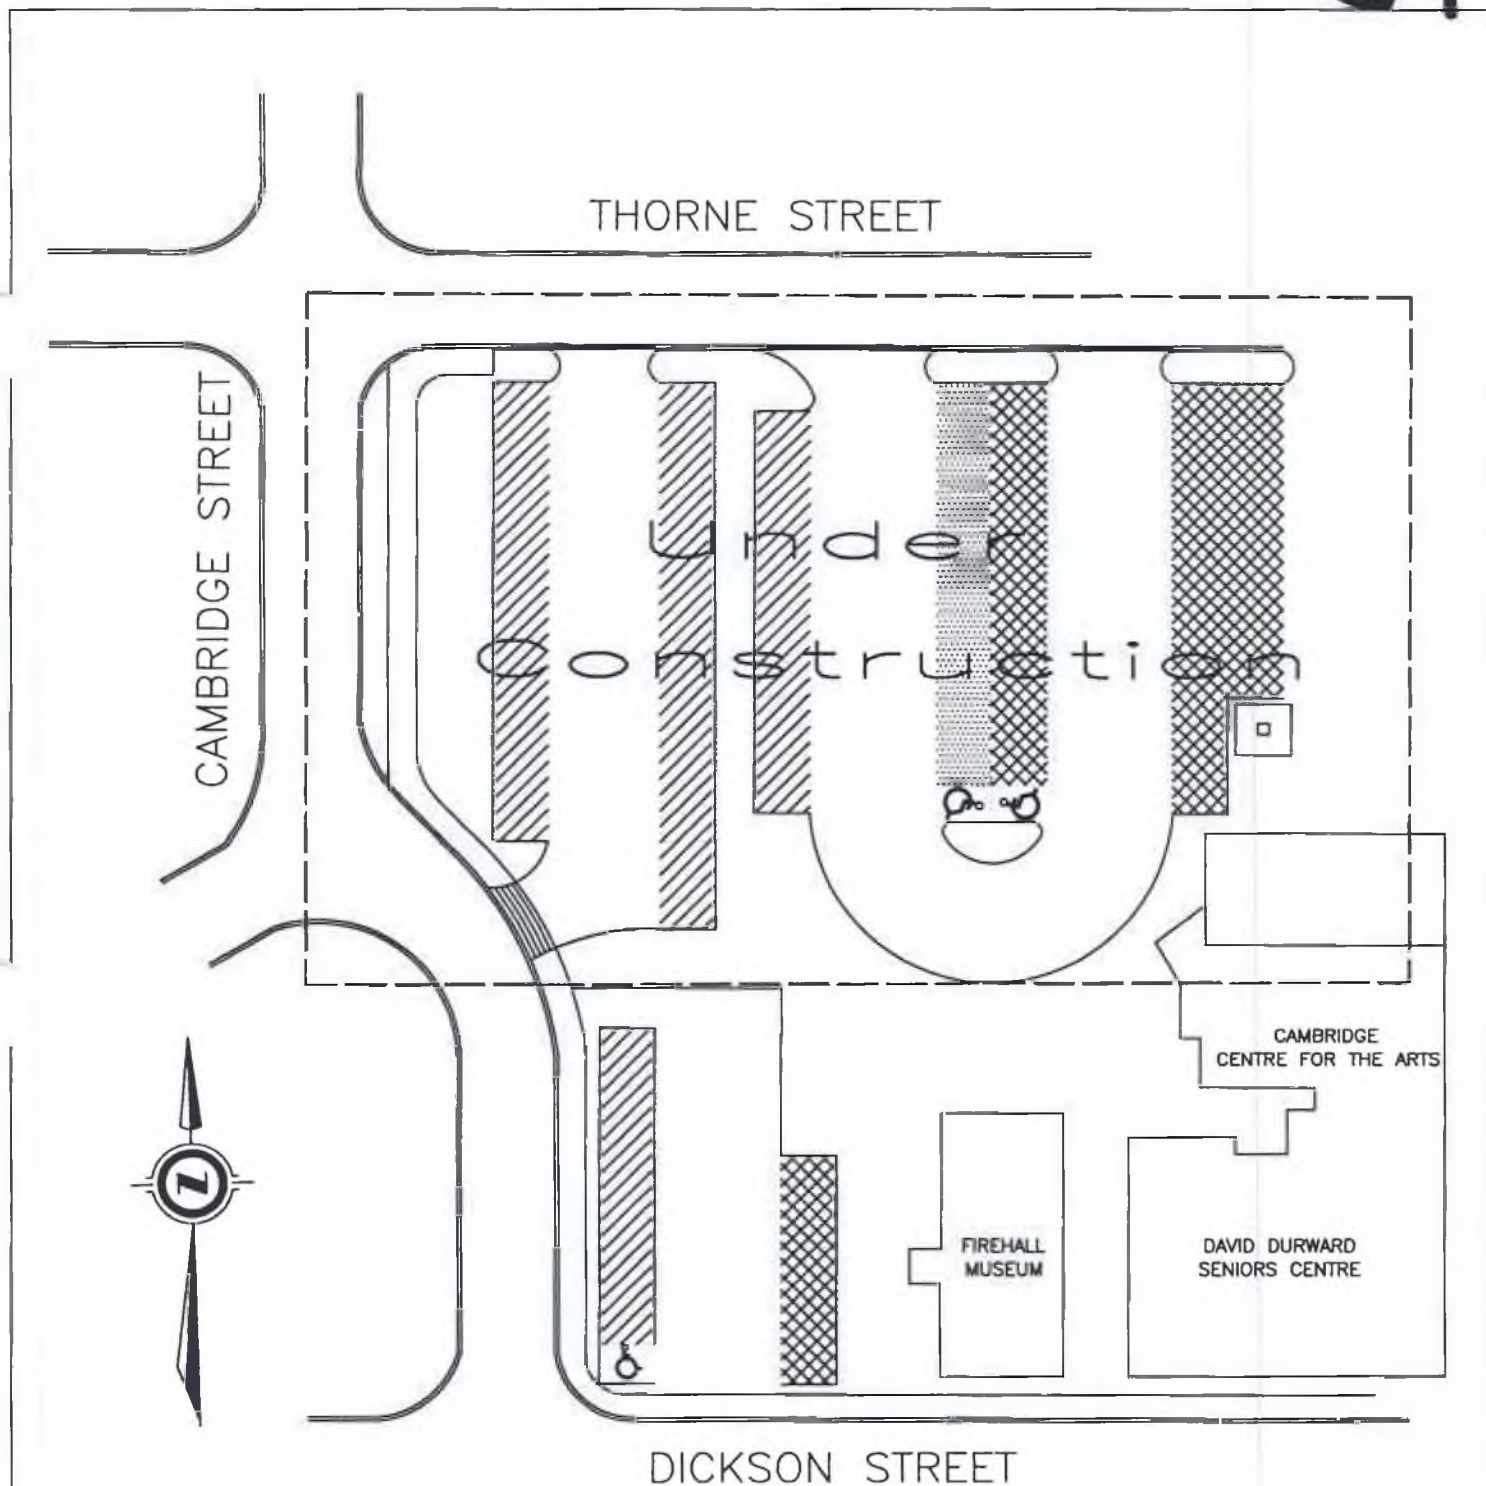 THORNE STREET
CAMBRIDGE STREET
Under
Construction
CAMBRIDGE
CENTRE FOR THE ARTS
FIREHALL
MUSEUM
DAVID DURWARD
SENIORS CENTRE
N
DICKSON STREET